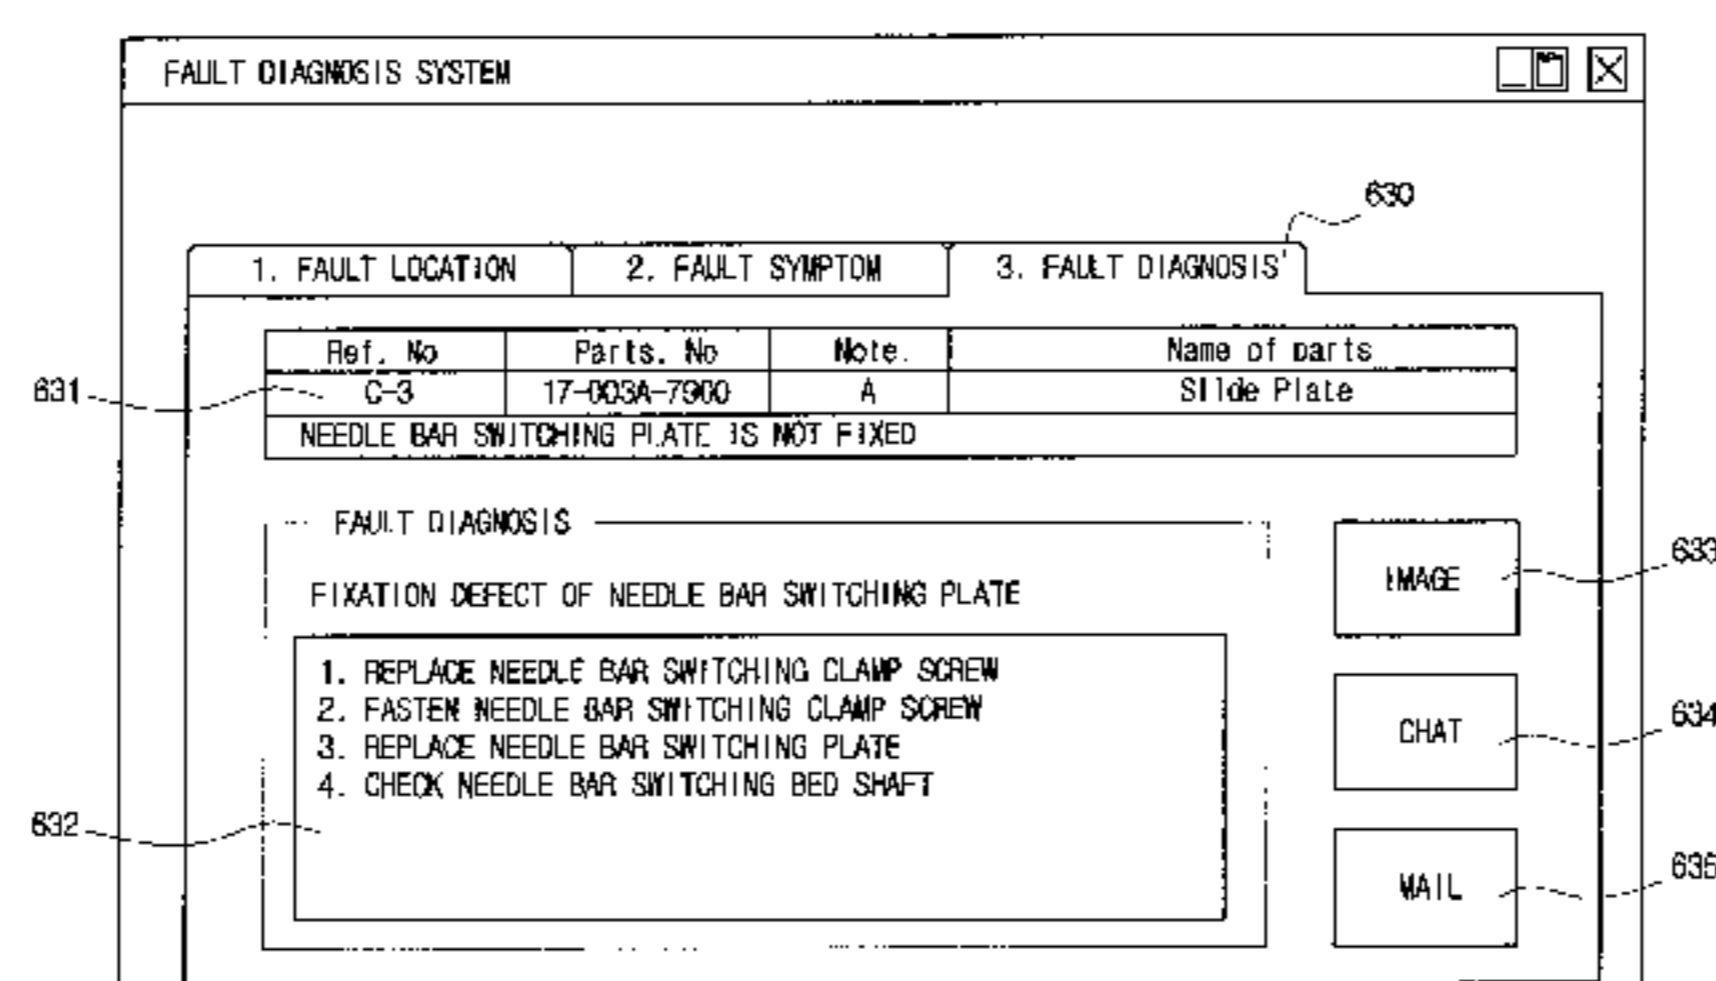 FAULT DIAGNOSIS SYSTEM
630
1. FAULT LOCATION 2. FAULT SYMPTOM 3. FAULT DIAGNOSIS
Ref. No Parts. No Note. Name of parts
631 C-3 17-003A-7900 A Slide Plate
NEEDLE BAR SWITCHING PLATE IS NOT FIXED
FAULT DIAGNOSIS
633
IMAGE
FIXATION DEFECT OF NEEDLE BAR SWITCHING PLATE
1. REPLACE NEEDLE BAR SWITCHING CLAMP SCREW
2. FASTEN NEEDLE BAR SWITCHING CLAMP SCREW
634
CHAT
3. REPLACE NEEDLE BAR SWITCHING PLATE
4. CHECK NEEDLE BAR SWITCHING BED SHAFT
632
635
MAIL